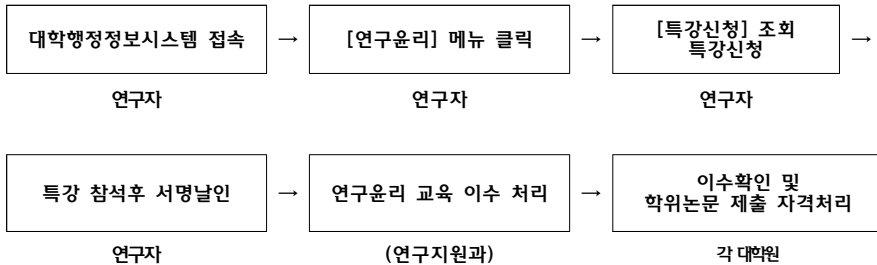 대학행정정보시스템 접속 → [연구윤리] 메뉴 클릭 → [특강신청] 조회
특강신청 →
연구자 연구자 연구자
특강 참석후 서명날인 → 연구윤리 교육 이수 처리 → 이수확인 및
학위논문 제출 자격처리
연구자 (연구지원과) 각 대학원